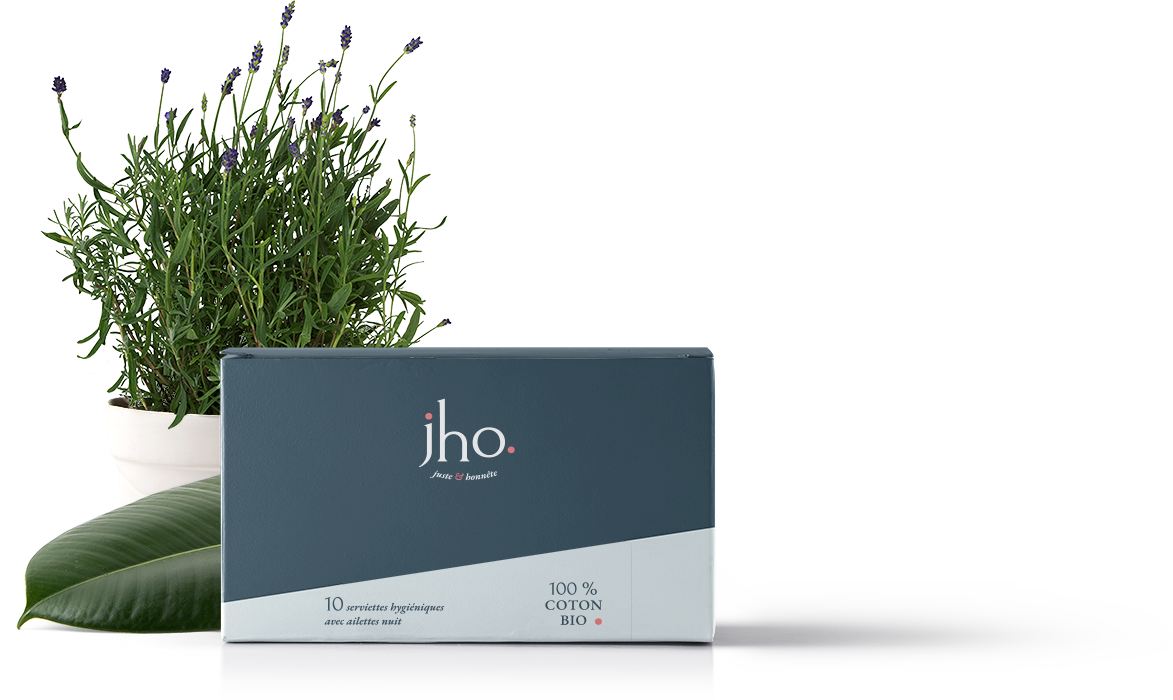 jho.
juste & honnête
10 serviettes hygiéniques
avec ailettes nuit
100 %
COTON
BIO